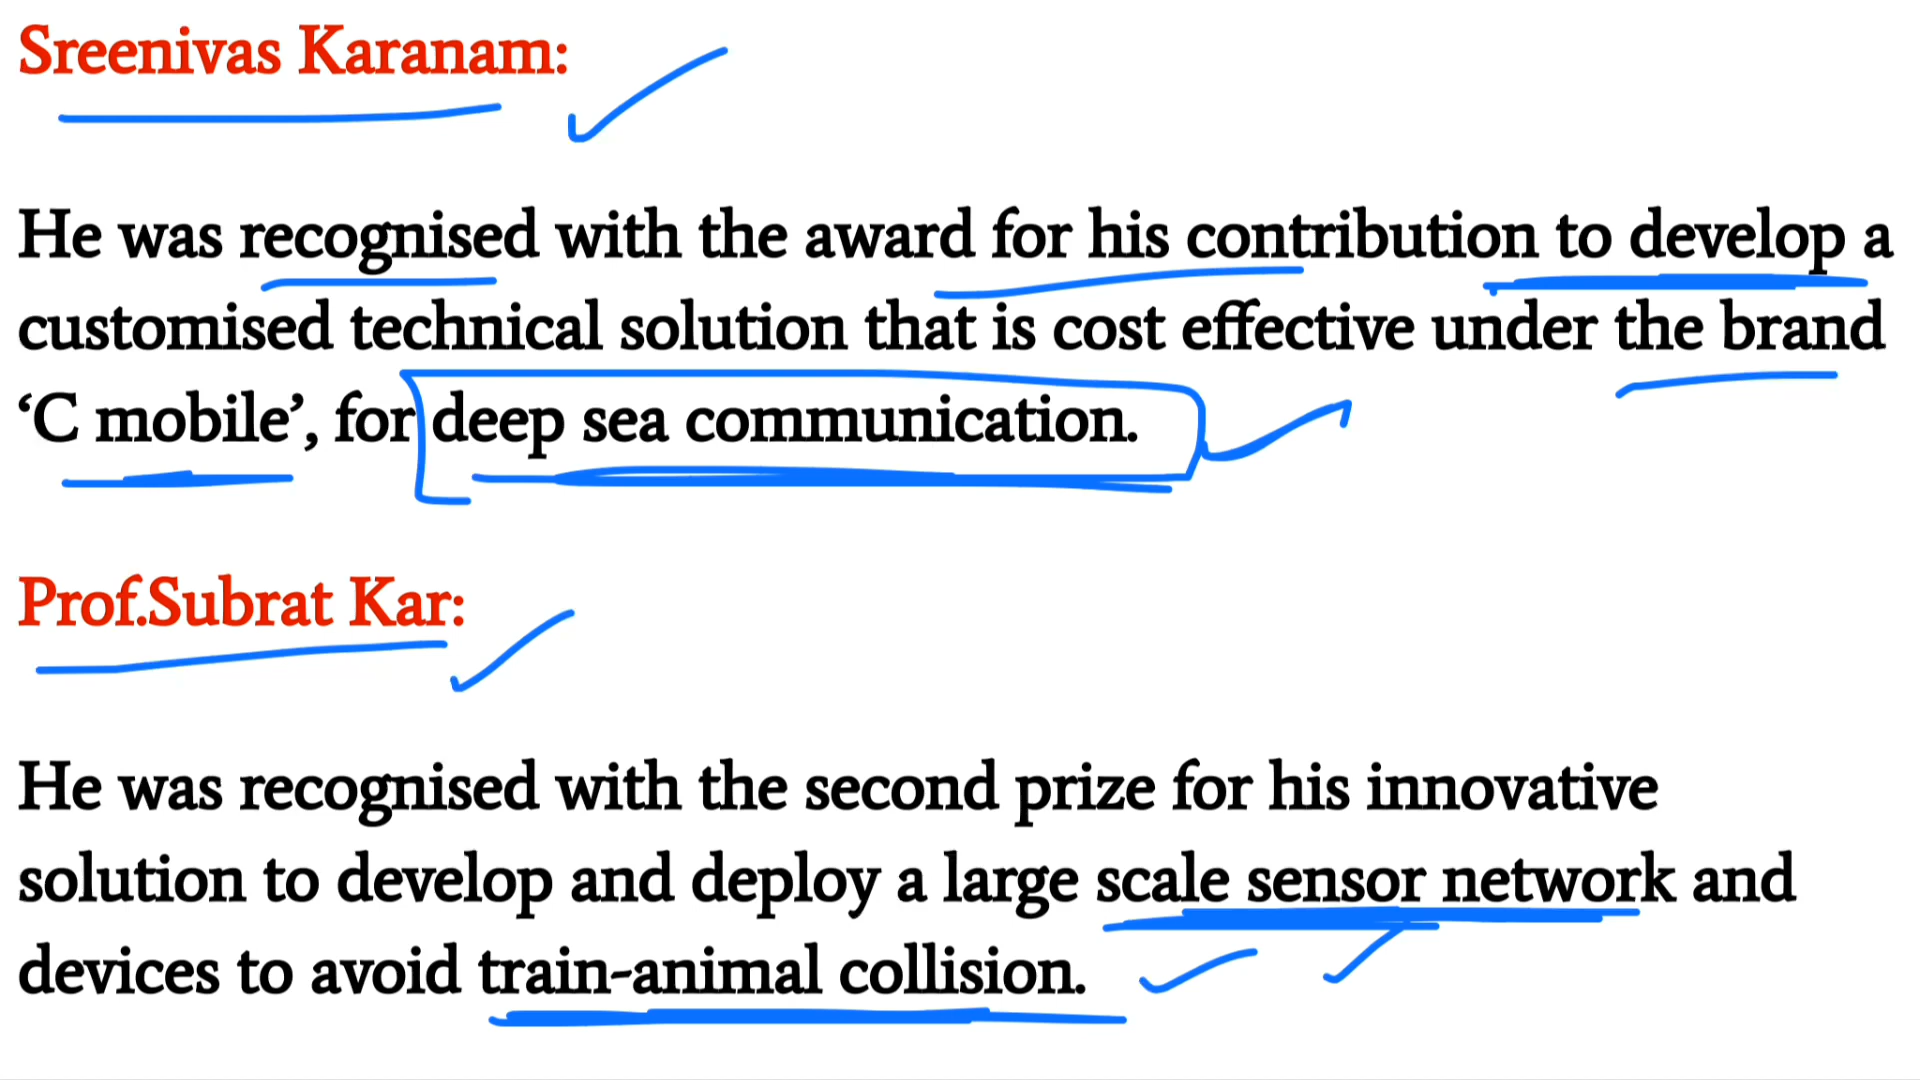 Sreenivas Karanam:
He was recognised with the award for his contribution to develop a
customised technical solution that is cost effective under the brand
‘C mobile’, for deep sea communication.
Prof.Subrat Kar:
He was recognised with the second prize for his innovative
solution to develop and deploy a large scale sensor network and
devices to avoid train-animal collision.